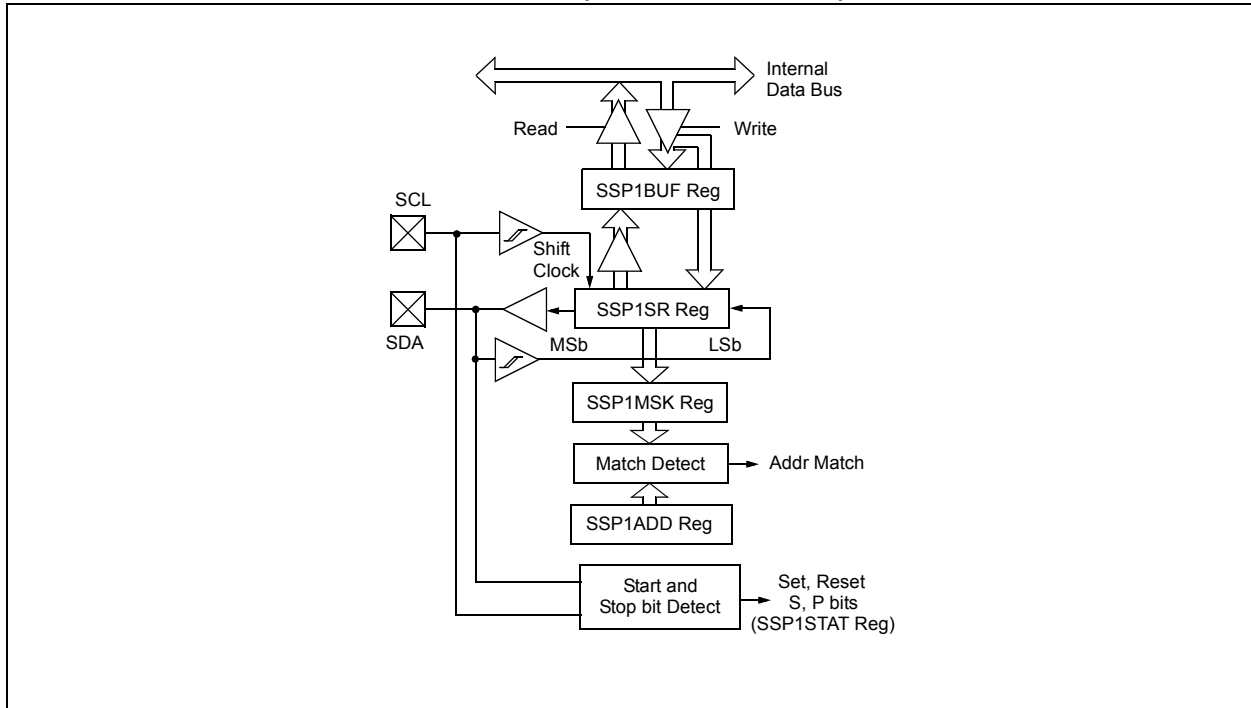 Internal
Data Bus
Read
Write
SSP1BUF Reg
SCL
Shift
Clock
SSP1SR Reg
SDA
MSb
LSb
SSP1MSK Reg
Match Detect
Addr Match
SSP1ADD Reg
Start and
Stop bit Detect
Set, Reset
S, P bits
(SSP1STAT Reg)